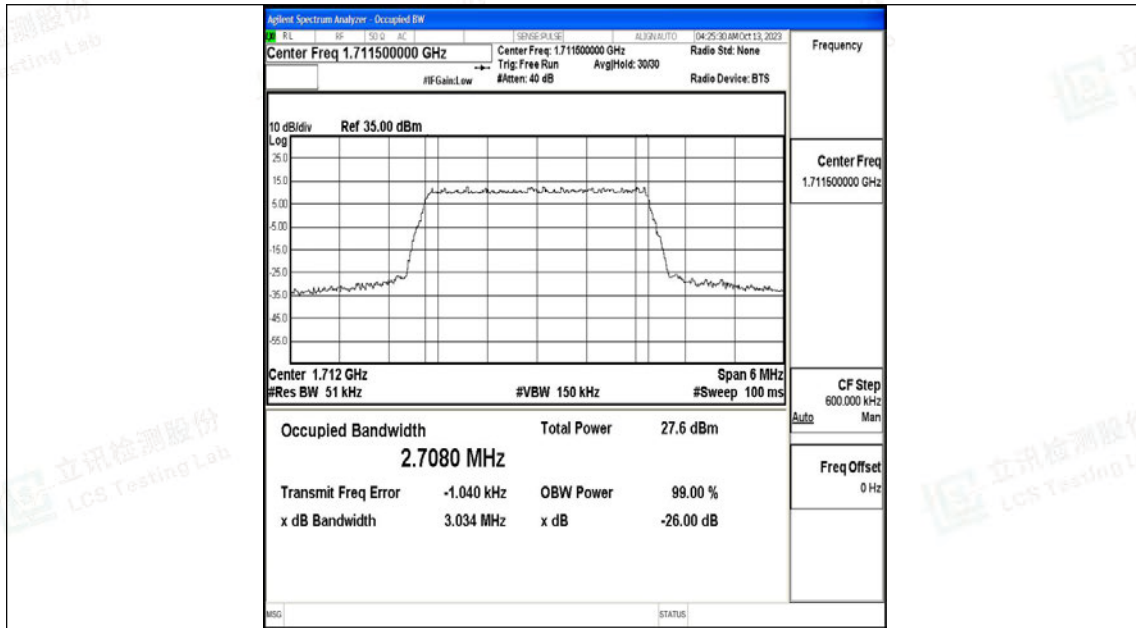 Agilent Spectrum Analyzer - Occupied BW
RL RF 50 Ω AC SENSE:PULSE ALIGNAUTO 04:25:30 AM Oct 13, 2023
Center Freq 1.711500000 GHz
Center Freq: 1.711500000 GHz
Radio Std: None
Trig: Free Run Avg|Hold: 30/30
#IFGain:Low
#Atten: 40 dB
Radio Device: BTS
10 dB/div Ref 35.00 dBm
Log
25.0
15.0
5.00
-5.00
-15.0
-25.0
-35.0
-45.0
-55.0
Center 1.712 GHz
Span 6 MHz
#Res BW 51 kHz
#VBW 150 kHz
#Sweep 100 ms
Occupied Bandwidth
Total Power 27.6 dBm
2.7080 MHz
Transmit Freq Error -1.040 kHz
OBW Power 99.00 %
x dB Bandwidth 3.034 MHz
x dB -26.00 dB
MSG
STATUS
Frequency
Center Freq
1.711500000 GHz
CF Step
600.000 kHz
Auto Man
Freq Offset
0 Hz
立讯检测股份
LCS Testing Lab
立讯检测股份
LCS Testing Lab